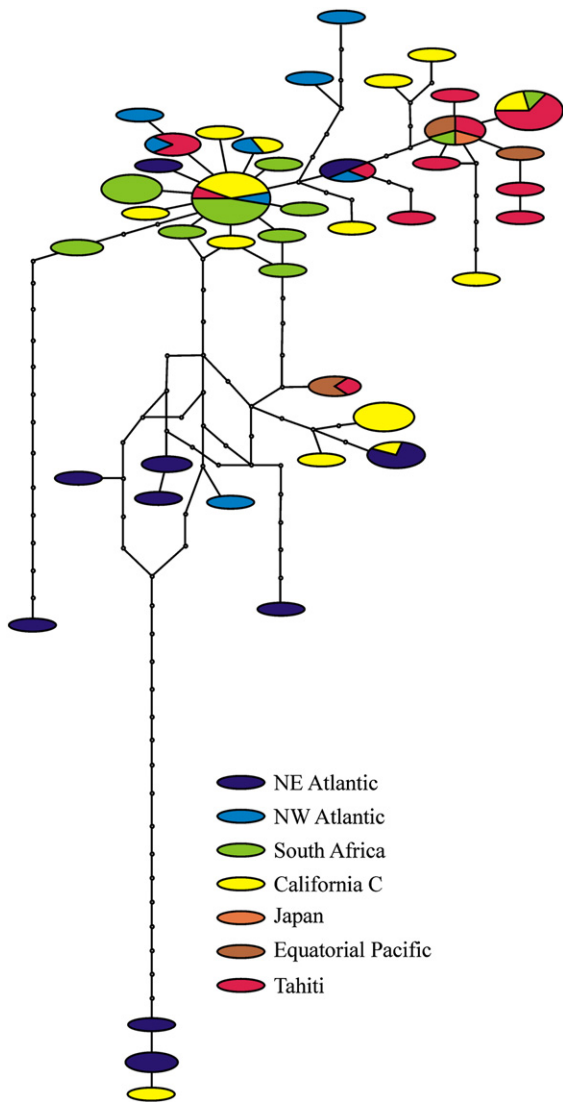 NE Atlantic
NW Atlantic
South Africa
California C
Japan
Equatorial Pacific
Tahiti